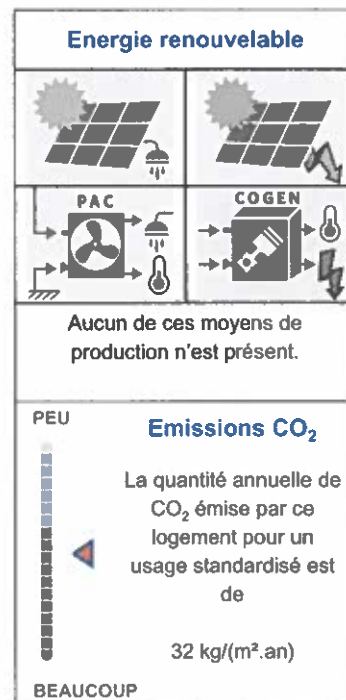 Energie renouvelable
PAC
COGEN
Aucun de ces moyens de
production n'est présent.
PEU
Emissions CO₂
La quantité annuelle de
CO₂ émise par ce
logement pour un
usage standardisé est
de
32 kg/(m².an)
BEAUCOUP